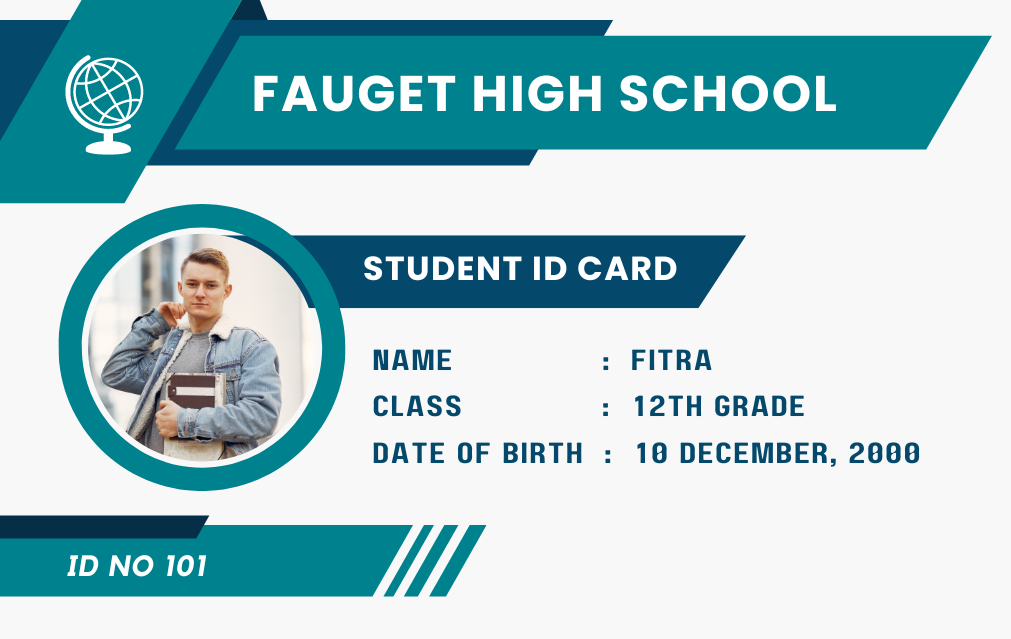 FAUGET HIGH SCHOOL
STUDENT ID CARD
NAME : FITRA
CLASS : 12TH GRADE
DATE OF BIRTH : 10 DECEMBER, 2000
ID NO 101